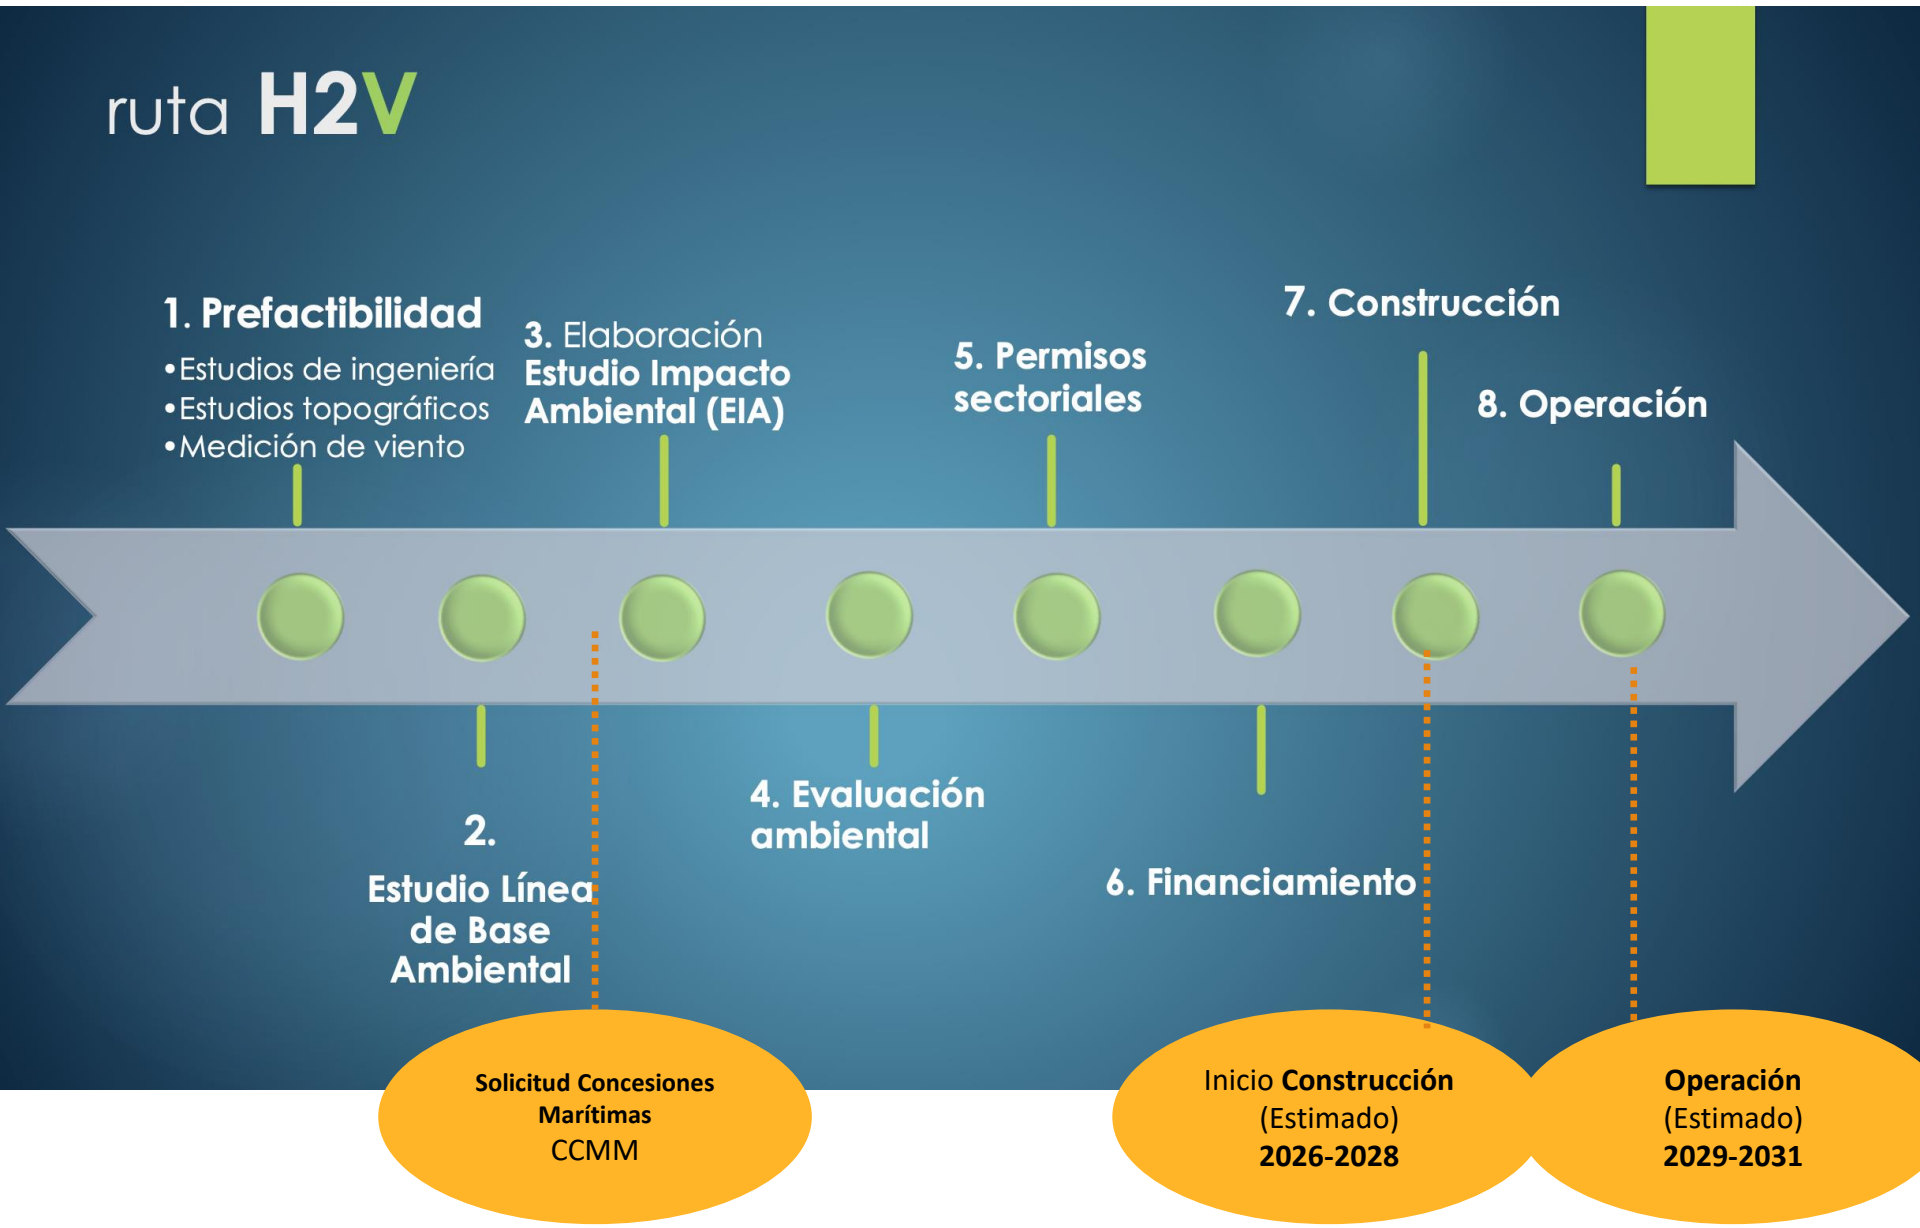 ruta H2V
1. Prefactibilidad
•Estudios de ingeniería
•Estudios topográficos
•Medición de viento
2.
Estudio Línea
de Base
Ambiental
3. Elaboración
Estudio Impacto
Ambiental (EIA)
4. Evaluación
ambiental
5. Permisos
sectoriales
6. Financiamiento
7. Construcción
8. Operación
Solicitud Concesiones
Marítimas
CCMM
Inicio Construcción
(Estimado)
2026-2028
Operación
(Estimado)
2029-2031